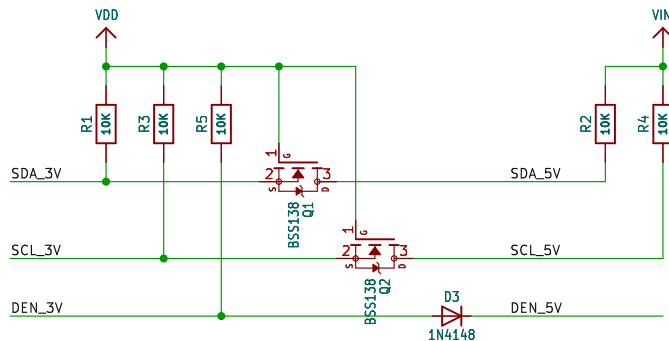 VDD
VIN
R1
10K
R3
10K
R5
10K
R2
10K
R4
10K
1
G
SDA_3V
2
3
SDA_5V
S
D
BSS138
Q1
1
G
SCL_3V
2
3
SCL_5V
S
D
BSS138
Q2
DEN_3V
D3
DEN_5V
1N4148